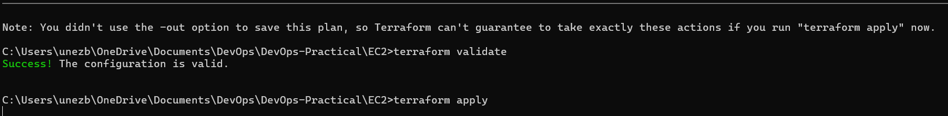 Note: You didn't use the -out option to save this plan, so Terraform can't guarantee to take exactly these actions if you run "terraform apply" now.
C:\Users\unezb\OneDrive\Documents\DevOps\DevOps-Practical\EC2>terraform validate
Success! The configuration is valid.
C:\Users\unezb\OneDrive\Documents\DevOps\DevOps-Practical\EC2>terraform apply